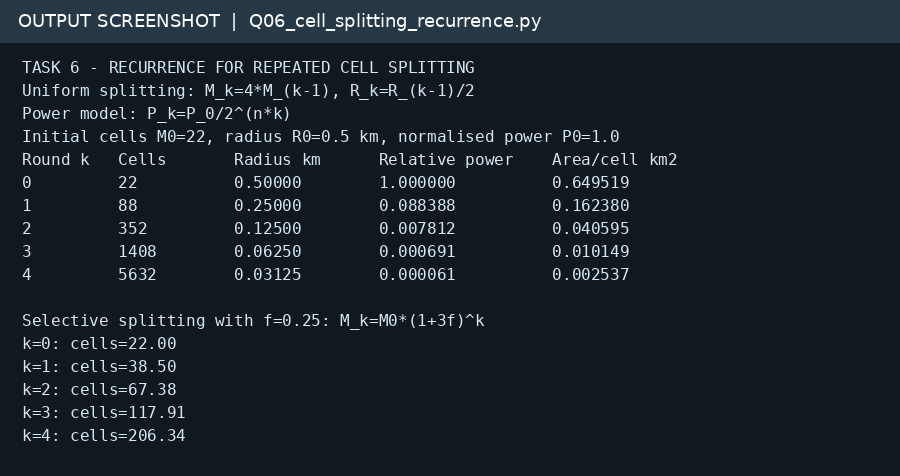 OUTPUT SCREENSHOT | Q06_cell_splitting_recurrence.py
TASK 6 - RECURRENCE FOR REPEATED CELL SPLITTING
Uniform splitting: M_k=4*M_(k-1), R_k=R_(k-1)/2
Power model: P_k=P_0/2^(n*k)
Initial cells M0=22, radius R0=0.5 km, normalised power P0=1.0
Round k   Cells       Radius km      Relative power    Area/cell km2
0         22          0.50000        1.000000          0.649519
1         88          0.25000        0.088388          0.162380
2         352         0.12500        0.007812          0.040595
3         1408        0.06250        0.000691          0.010149
4         5632        0.03125        0.000061          0.002537
Selective splitting with f=0.25: M_k=M0*(1+3f)^k
k=0: cells=22.00
k=1: cells=38.50
k=2: cells=67.38
k=3: cells=117.91
k=4: cells=206.34